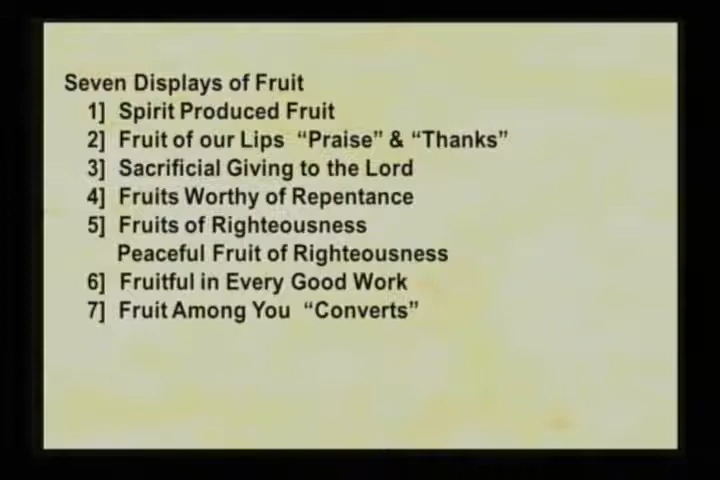 Seven Displays of Fruit
1] Spirit Produced Fruit
2] Fruit of our Lips “Praise” & “Thanks”
3] Sacrificial Giving to the Lord
4] Fruits Worthy of Repentance
5] Fruits of Righteousness
Peaceful Fruit of Righteousness
6] Fruitful in Every Good Work
7] Fruit Among You “Converts”